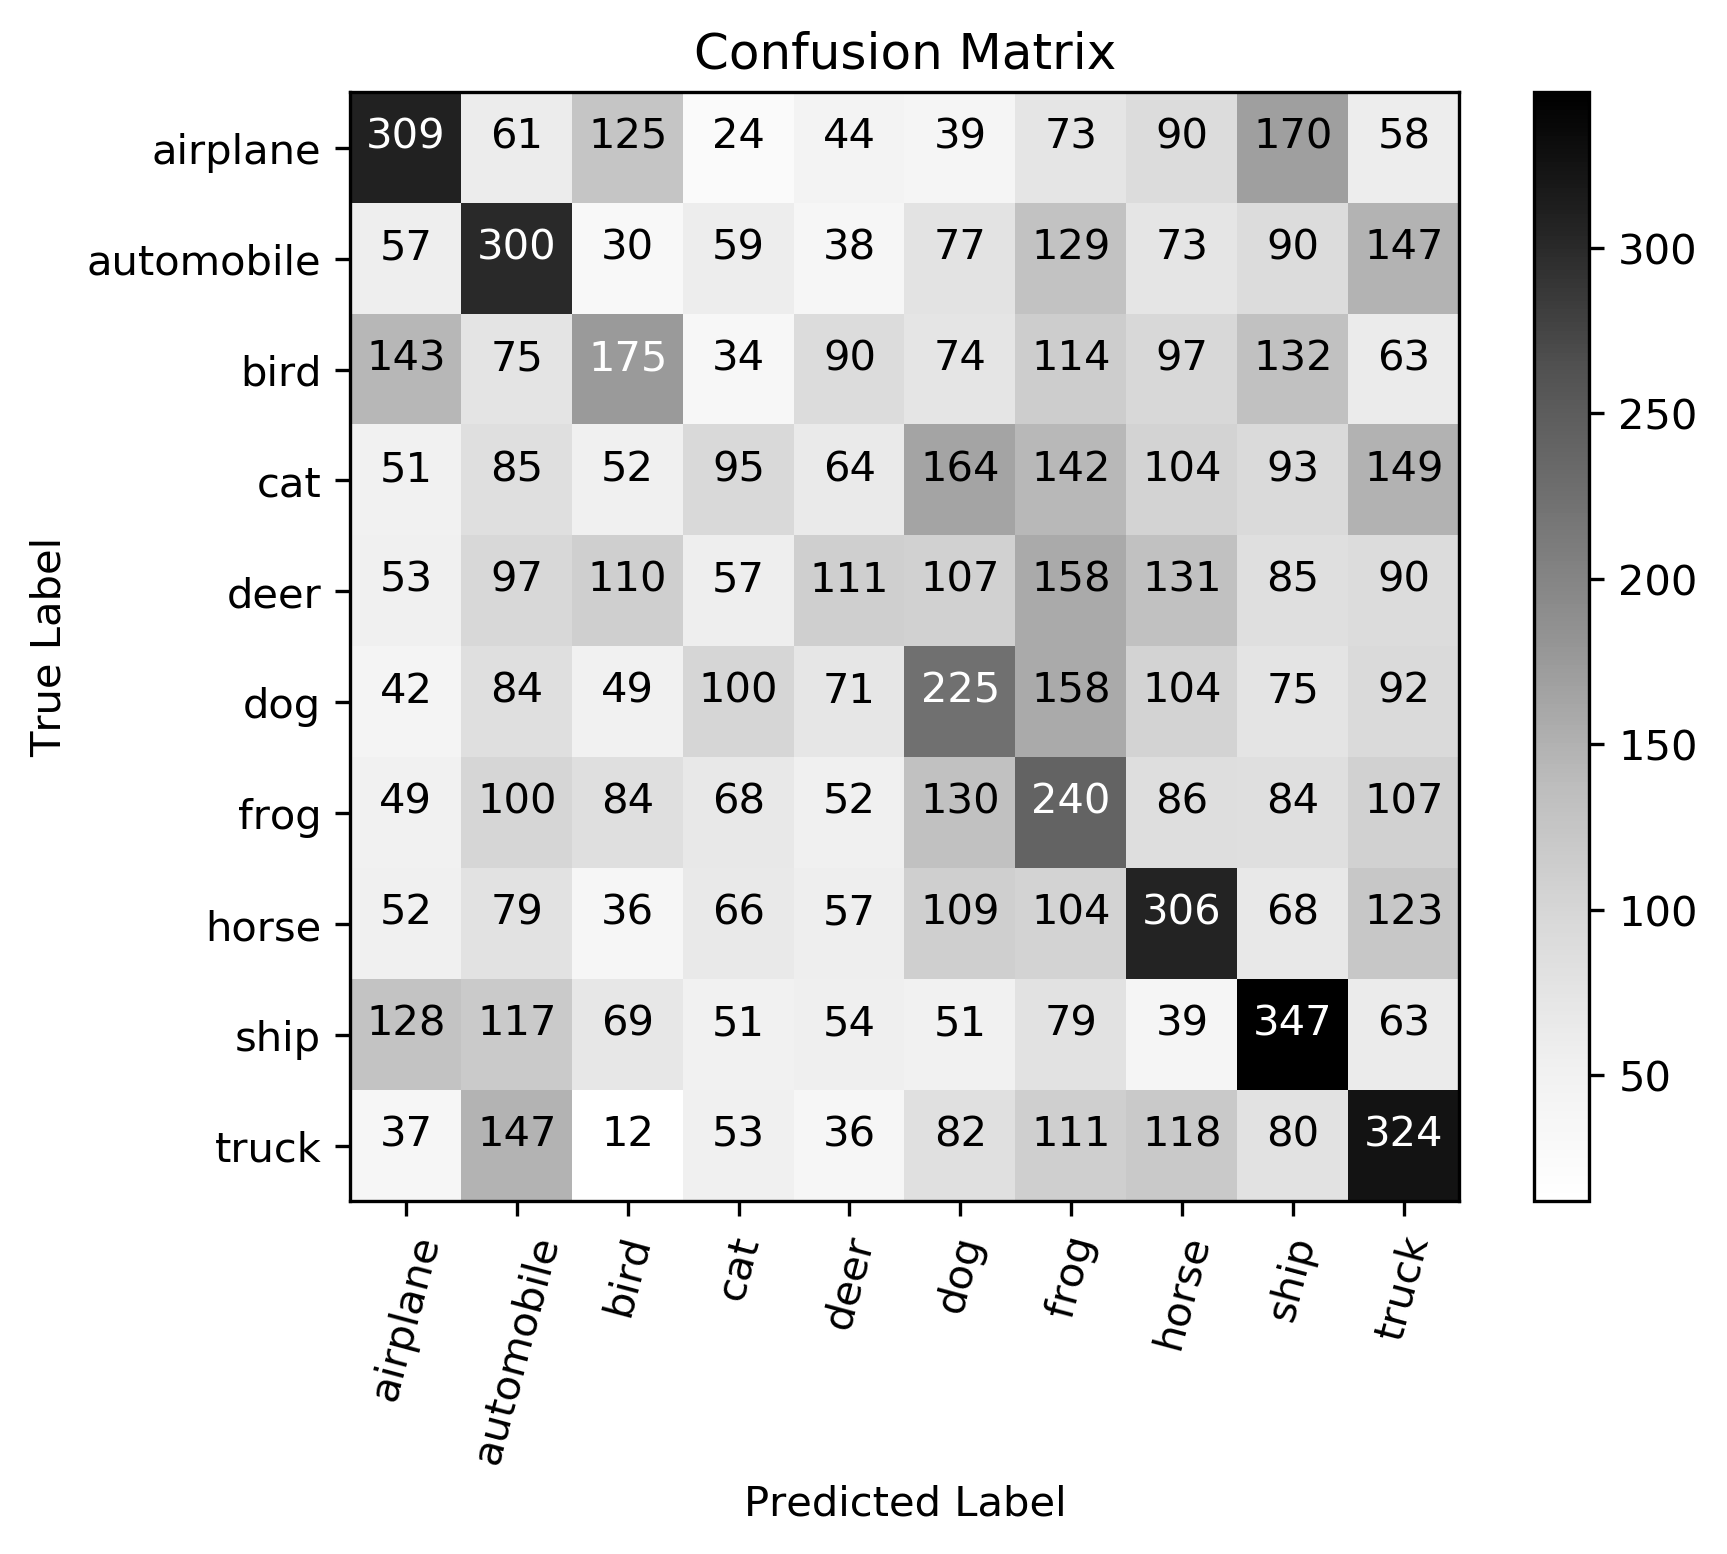 Confusion Matrix
airplane 309 61 125 24 44 39 73 90 170 58
automobile 57 300 30 59 38 77 129 73 90 147
bird 143 75 175 34 90 74 114 97 132 63
cat 51 85 52 95 64 164 142 104 93 149
deer 53 97 110 57 111 107 158 131 85 90
dog 42 84 49 100 71 225 158 104 75 92
frog 49 100 84 68 52 130 240 86 84 107
horse 52 79 36 66 57 109 104 306 68 123
ship 128 117 69 51 54 51 79 39 347 63
truck 37 147 12 53 36 82 111 118 80 324
True Label
airplane automobile bird cat deer dog frog horse ship truck
Predicted Label
300
250
200
150
100
50